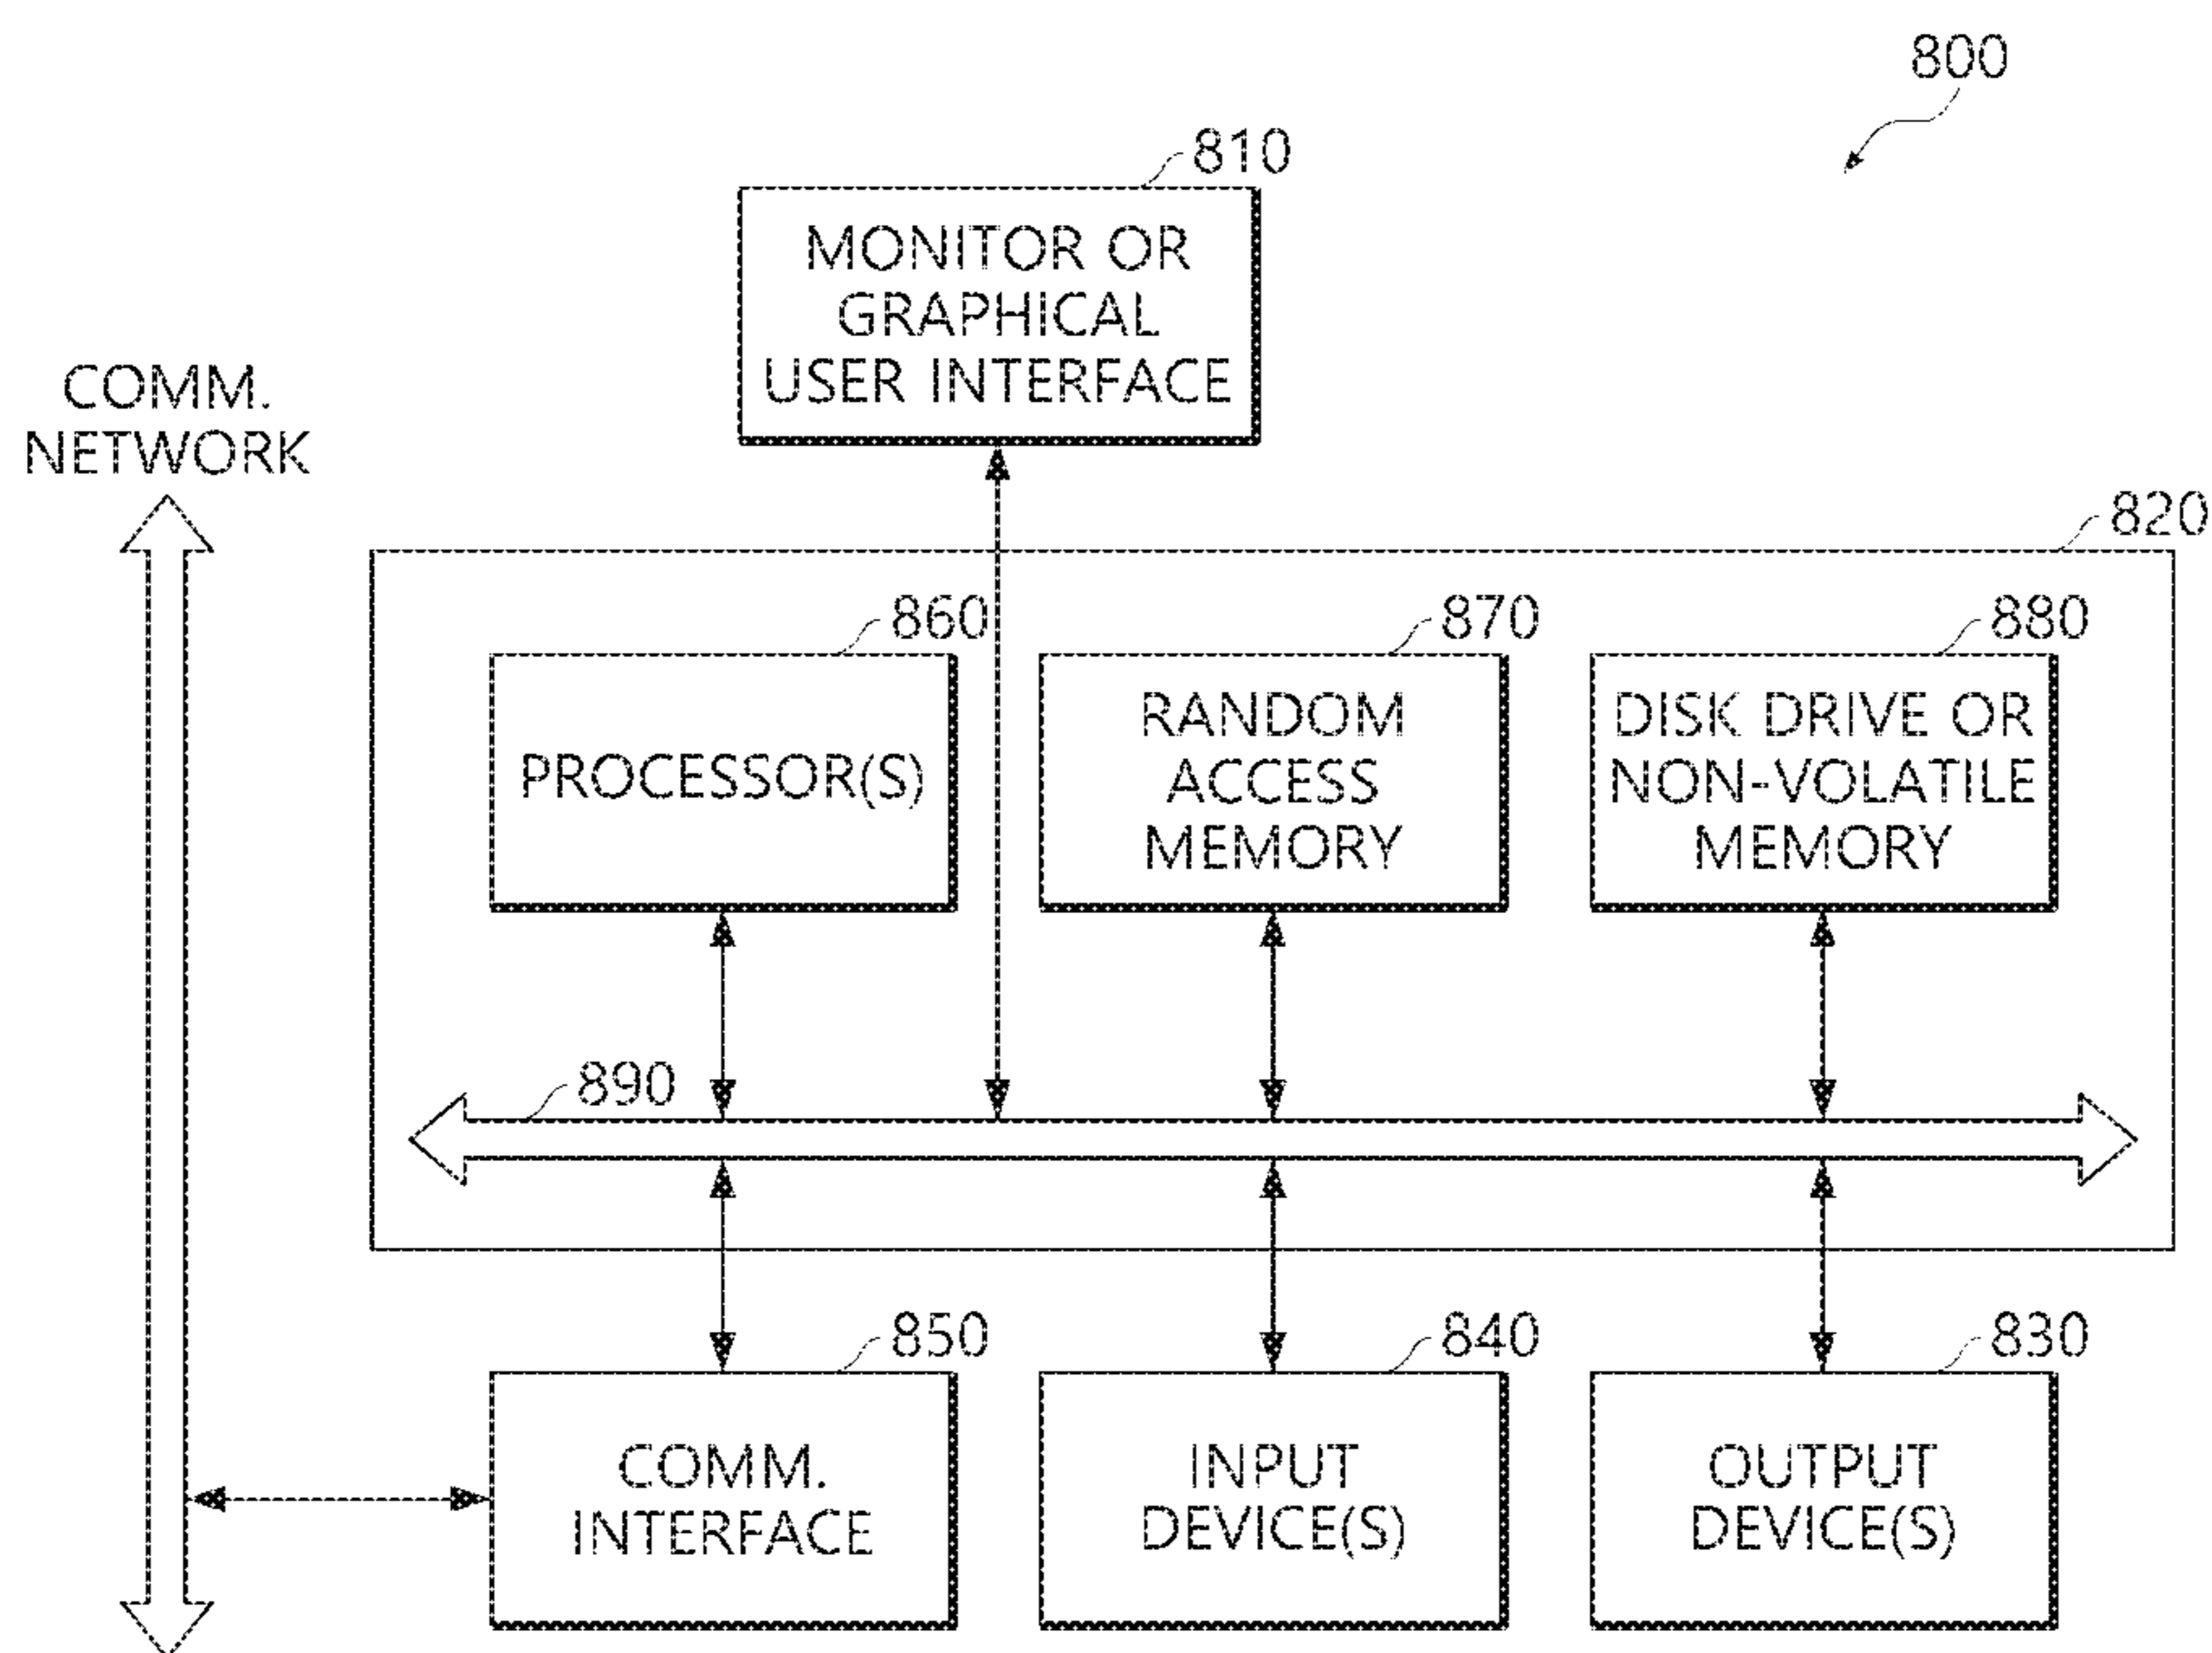 800
810
MONITOR OR
GRAPHICAL
USER INTERFACE
COMM.
NETWORK
820
860
870
880
PROCESSOR(S)
RANDOM
ACCESS
MEMORY
DISK DRIVE OR
NON-VOLATILE
MEMORY
890
850
840
830
COMM.
INTERFACE
INPUT
DEVICE(S)
OUTPUT
DEVICE(S)